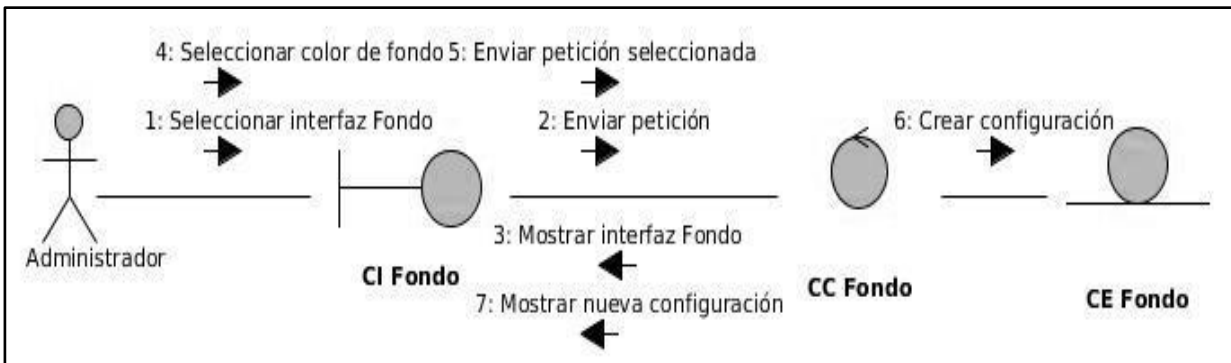 4: Seleccionar color de fondo 5: Enviar petición seleccionada
1: Seleccionar interfaz Fondo 2: Enviar petición 6: Crear configuración
3: Mostrar interfaz Fondo
Administrador
CI Fondo CC Fondo CE Fondo
7: Mostrar nueva configuración